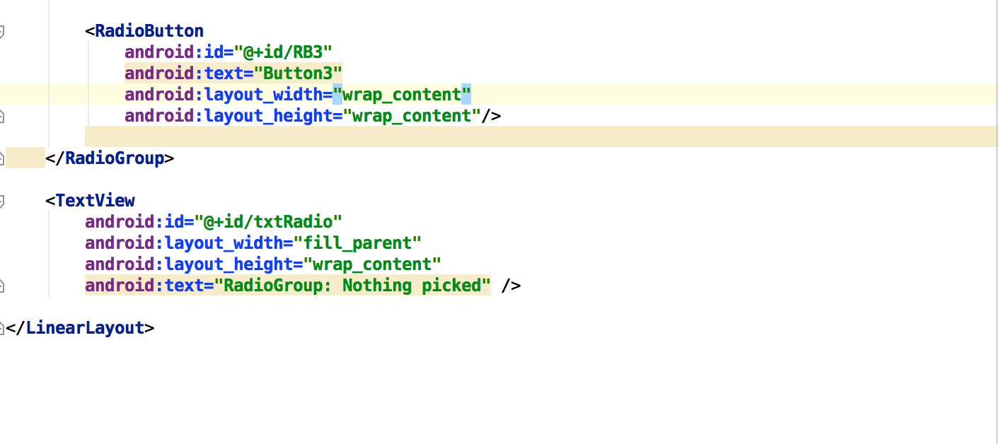 <RadioButton
android:id="@+id/RB3"
android:text="Button3"
android:layout_width="wrap_content"
android:layout_height="wrap_content"/>
</RadioGroup>
<TextView
android:id="@+id/txtRadio"
android:layout_width="fill_parent"
android:layout_height="wrap_content"
android:text="RadioGroup: Nothing picked" />
</LinearLayout>